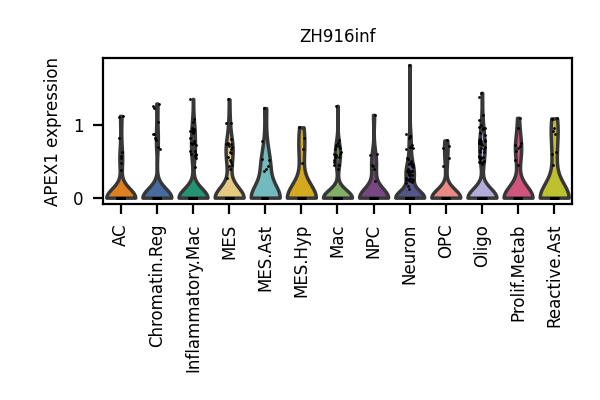 ZH916inf
APEX1 expression
1
0
AC
Chromatin.Reg
Inflammatory.Mac
MES
MES.Ast
MES.Hyp
Mac
NPC
Neuron
OPC
Oligo
Prolif.Metab
Reactive.Ast